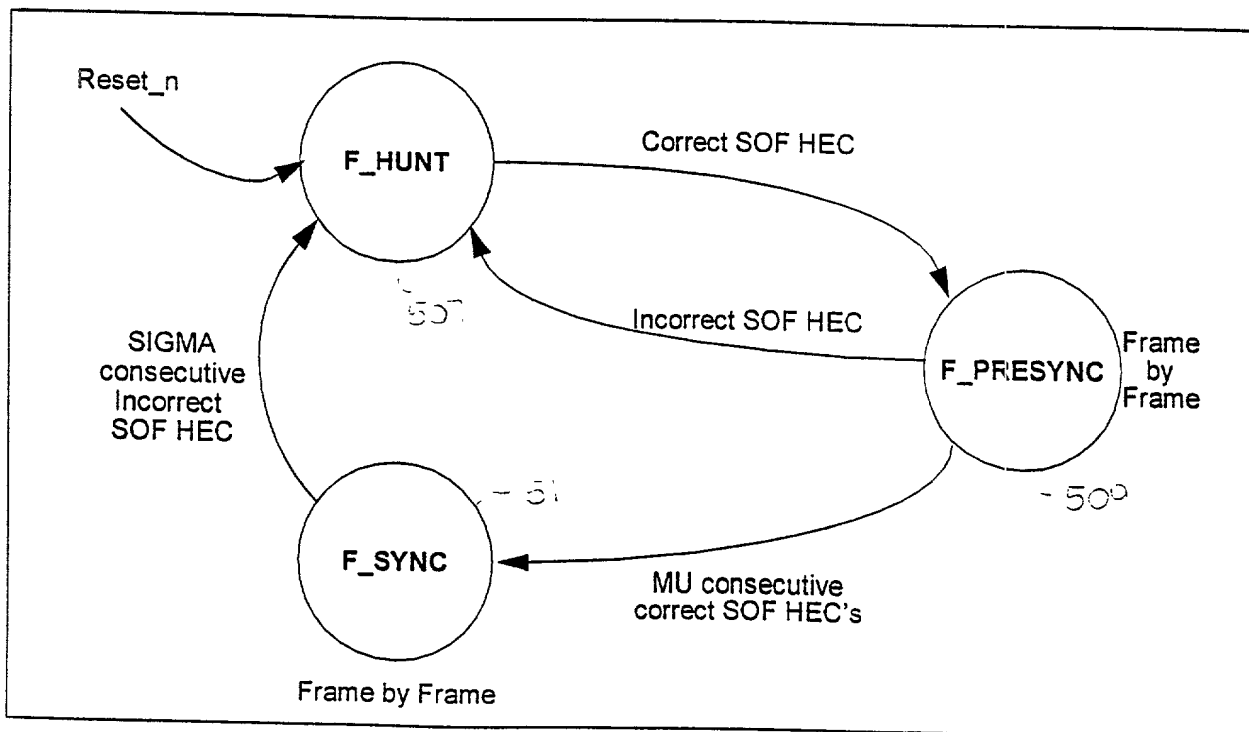 Reset_n
F_HUNT
Correct SOF HEC
Incorrect SOF HEC
F_PRESYNC
Frame
by
Frame
SIGMA
consecutive
Incorrect
SOF HEC
F_SYNC
MU consecutive
correct SOF HEC's
Frame by Frame